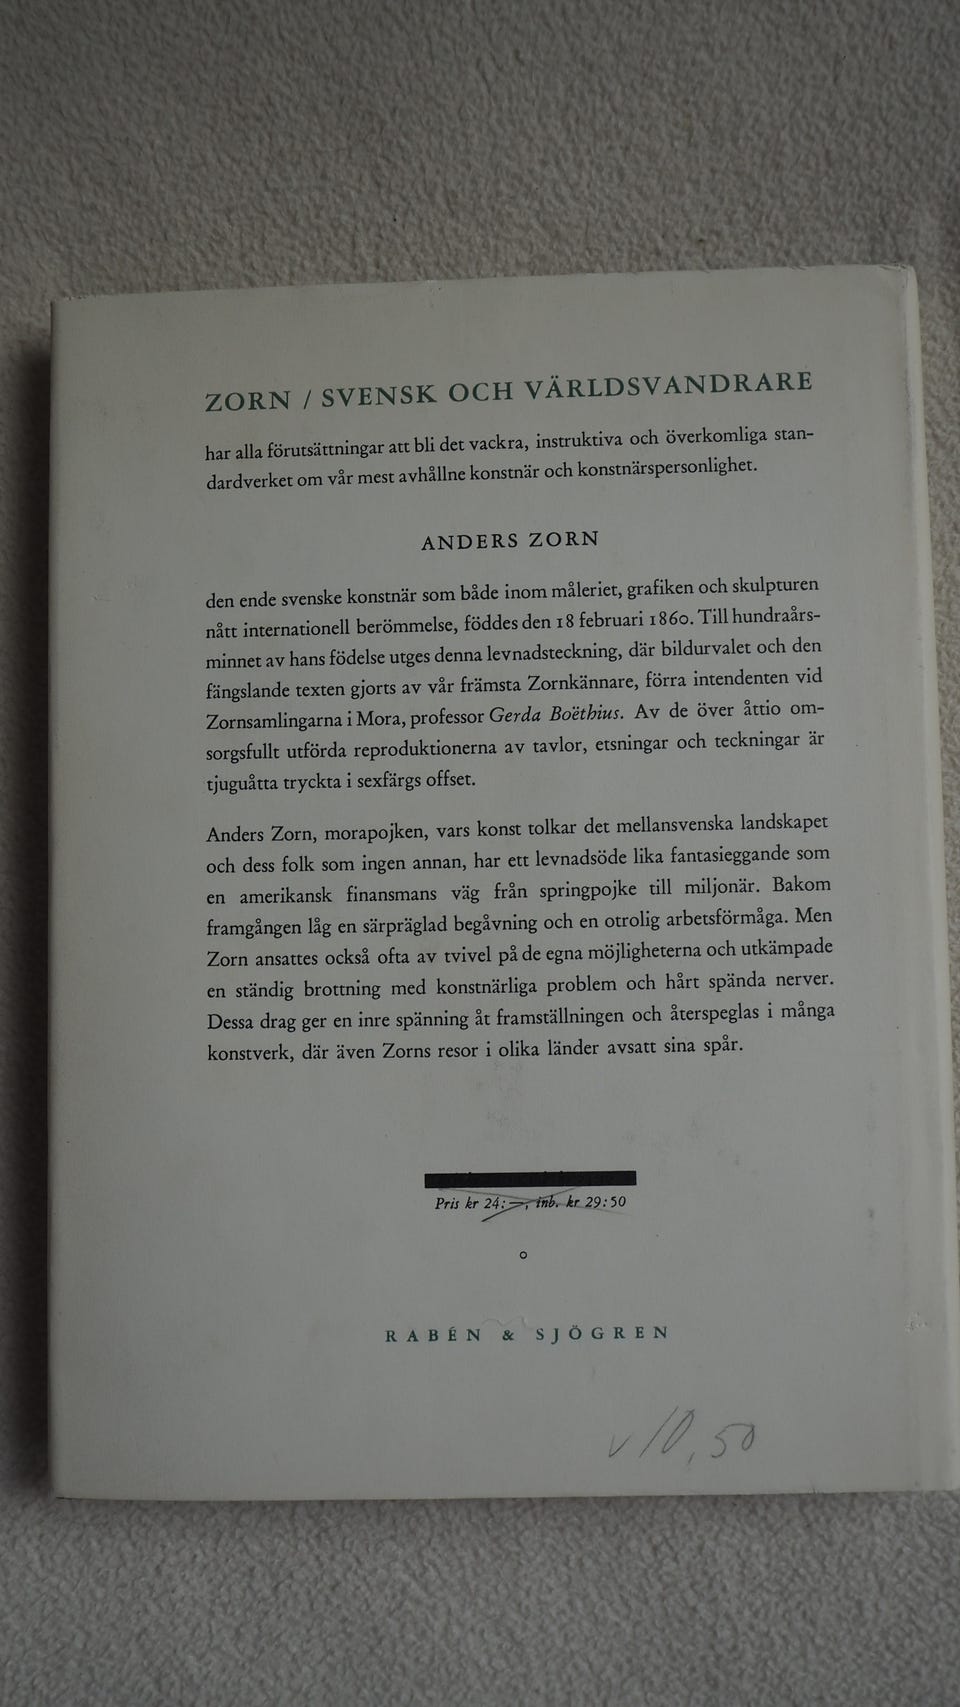 ZORN / SVENSK OCH VÄRLDSVANDRARE
har alla förutsättningar att bli det vackra, instruktiva och överkomliga stan-
dardverket om vår mest avhållne konstnär och konstnärspersonlighet.
ANDERS ZORN
den ende svenske konstnär som både inom måleriet, grafiken och skulpturen
nått internationell berömmelse, föddes den 18 februari 1860. Till hundraårs-
minnet av hans födelse utges denna levnadsteckning, där bildurvalet och den
fängslande texten gjorts av vår främsta Zornkännare, förra intendenten vid
Zornsamlingarna i Mora, professor Gerda Boëthius. Av de över åttio om-
sorgsfullt utförda reproduktionerna av tavlor, etsningar och teckningar är
tjuguåtta tryckta i sexfärgs offset.
Anders Zorn, morapojken, vars konst tolkar det mellansvenska landskapet
och dess folk som ingen annan, har ett levnadsöde lika fantasieggande som
en amerikansk finansmans väg från springpojke till miljonär. Bakom
framgången låg en särpräglad begåvning och en otrolig arbetsförmåga. Men
Zorn ansattes också ofta av tvivel på de egna möjligheterna och utkämpade
en ständig brottning med konstnärliga problem och hårt spända nerver.
Dessa drag ger en inre spänning åt framställningen och återspeglas i många
konstverk, där även Zorns resor i olika länder avsatt sina spår.
Pris kr 24:—, inb. kr 29:50
RABÉN & SJÖGREN
v 10,50